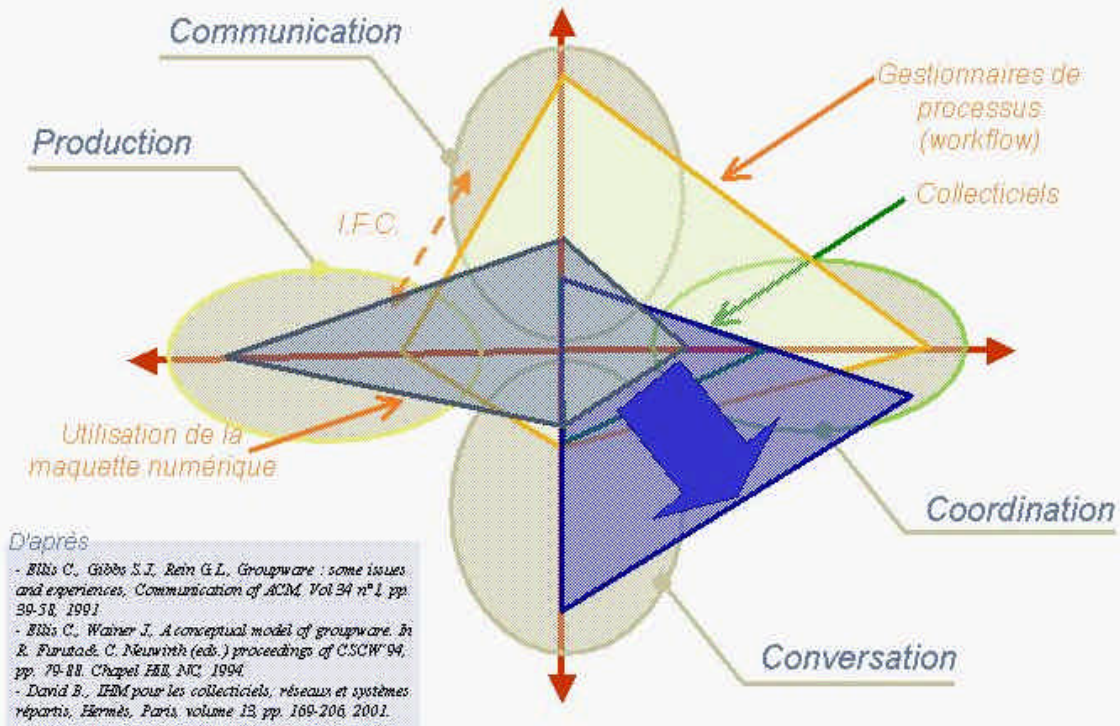 Communication
Gestionnaires de
processus
(workflow)
Production
Collecticiels
I.F.C.
Utilisation de la
maquette numérique
Coordination
Conversation
D'après
- Ellis C., Gibbs S.J., Rein G.L., Groupware : some issues
and experiences, Communication of ACM, Vol 34 n°1, pp.
39-58, 1991
- Ellis C., Wainer J., A conceptual model of groupware. In
R. Furuta & C. Neuwirth (eds.) proceedings of CSCW'94,
pp. 79-88. Chapel Hill, NC, 1994.
- David B., IHM pour les collecticiels, réseaux et systèmes
répartis, Hermès, Paris, volume 13, pp. 169-206, 2001.